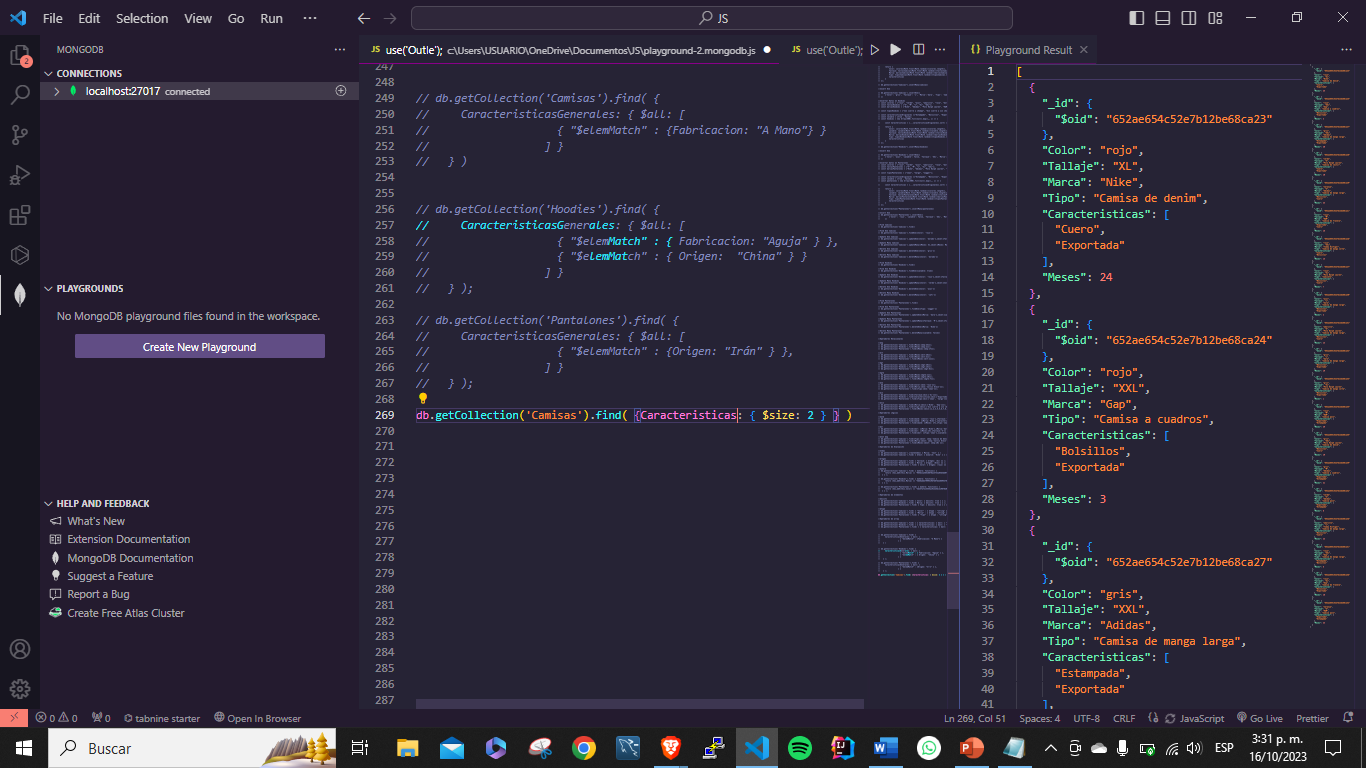 File Edit Selection View Go Run ··· JS
MONGODB
CONNECTIONS
localhost:27017 connected
PLAYGROUNDS
No MongoDB playground files found in the workspace.
Create New Playground
HELP AND FEEDBACK
What's New
Extension Documentation
MongoDB Documentation
Suggest a Feature
Report a Bug
Create Free Atlas Cluster
2
JS use('Outle'); c:\Users\USUARIO\OneDrive\Documentos\JS\playground-2.mongodb.js JS use('Outle');
247
248
249 // db.getCollection('Camisas').find( {
250 // CaracteristicasGenerales: { $all: [
251 // { "$elemMatch" : {Fabricacion: "A Mano"} }
252 // ] }
253 // } )
254
255
256 // db.getCollection('Hoodies').find( {
257 // CaracteristicasGenerales: { $all: [
258 // { "$elemMatch" : { Fabricacion: "Aguja" } },
259 // { "$elemMatch" : { Origen: "China" } }
260 // ] }
261 // } );
262
263 // db.getCollection('Pantalones').find( {
264 // CaracteristicasGenerales: { $all: [
265 // { "$elemMatch" : {Origen: "Irán" } },
266 // ] }
267 // } );
268
269 db.getCollection('Camisas').find( {Caracteristicas: { $size: 2 } } )
270
271
272
273
274
275
276
277
278
279
280
281
282
283
284
285
286
287
{} Playground Result
1 [
2 {
3 "_id": {
4 "$oid": "652ae654c52e7b12be68ca23"
5 },
6 "Color": "rojo",
7 "Tallaje": "XL",
8 "Marca": "Nike",
9 "Tipo": "Camisa de denim",
10 "Caracteristicas": [
11 "Cuero",
12 "Exportada"
13 ],
14 "Meses": 24
15 },
16 {
17 "_id": {
18 "$oid": "652ae654c52e7b12be68ca24"
19 },
20 "Color": "rojo",
21 "Tallaje": "XXL",
22 "Marca": "Gap",
23 "Tipo": "Camisa a cuadros",
24 "Caracteristicas": [
25 "Bolsillos",
26 "Exportada"
27 ],
28 "Meses": 3
29 },
30 {
31 "_id": {
32 "$oid": "652ae654c52e7b12be68ca27"
33 },
34 "Color": "gris",
35 "Tallaje": "XXL",
36 "Marca": "Adidas",
37 "Tipo": "Camisa de manga larga",
38 "Caracteristicas": [
39 "Estampada",
40 "Exportada"
41 ],
0 0 0 tabnine starter Open In Browser Ln 269, Col 51 Spaces: 4 UTF-8 CRLF JavaScript Go Live Prettier
Buscar ESP 3:31 p. m. 16/10/2023